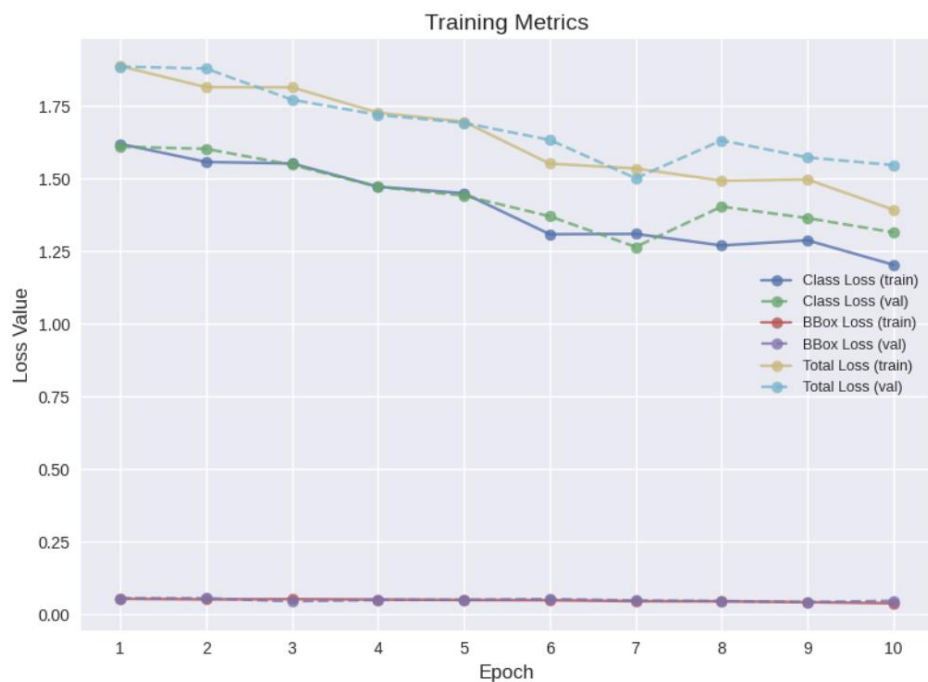 Training Metrics
1.75
1.50
1.25
1.00
0.75
0.50
0.25
0.00
Loss Value
Class Loss (train)
Class Loss (val)
BBox Loss (train)
BBox Loss (val)
Total Loss (train)
Total Loss (val)
1 2 3 4 5 6 7 8 9 10
Epoch